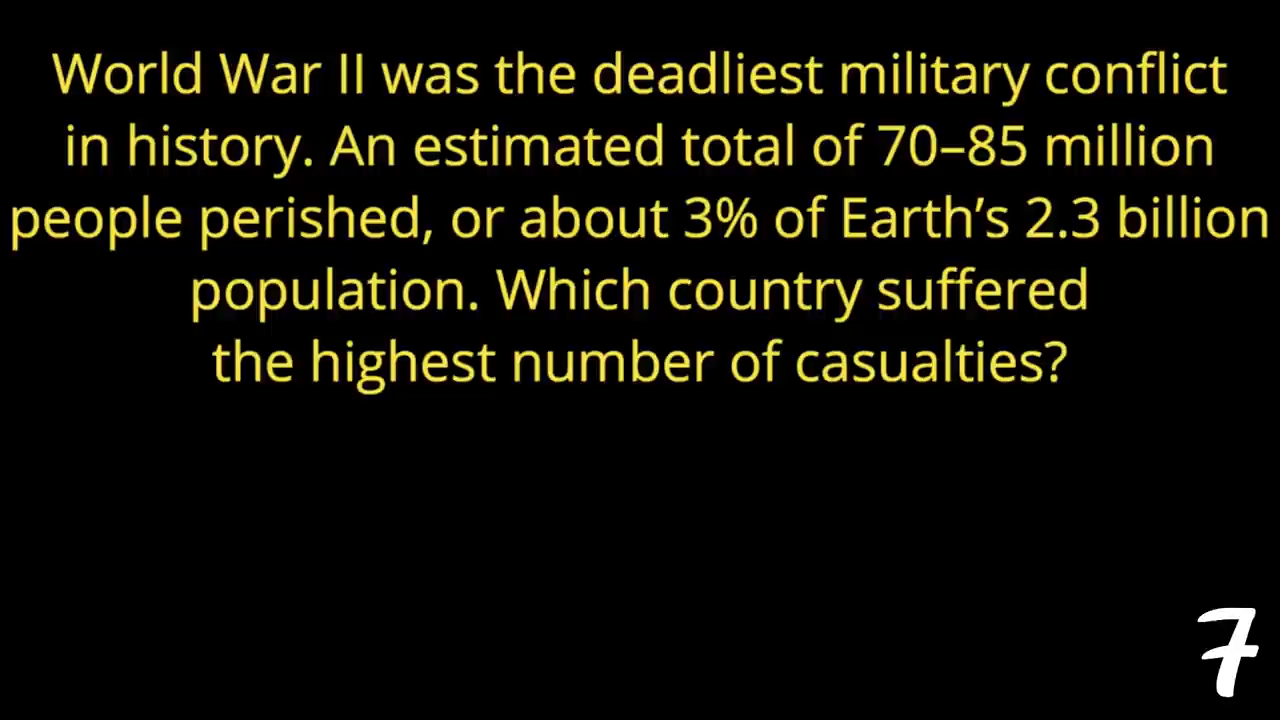 World War II was the deadliest military conflict
in history. An estimated total of 70–85 million
people perished, or about 3% of Earth’s 2.3 billion
population. Which country suffered
the highest number of casualties?
7